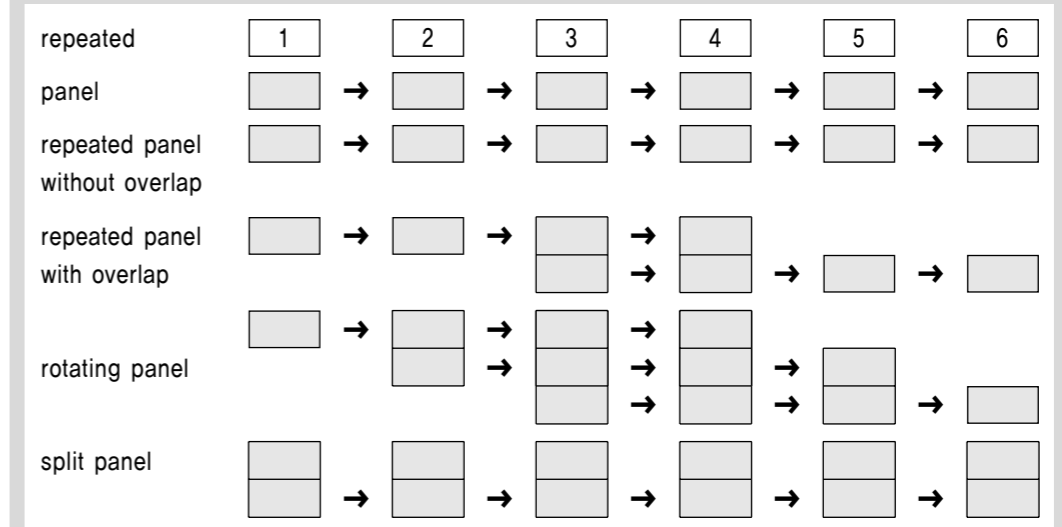 repeated 1 2 3 4 5 6
panel → → → → →
repeated panel → → → → →
without overlap
repeated panel → → →
with overlap → → →
→ → →
rotating panel → → →
→ → →
split panel
→ → → → →